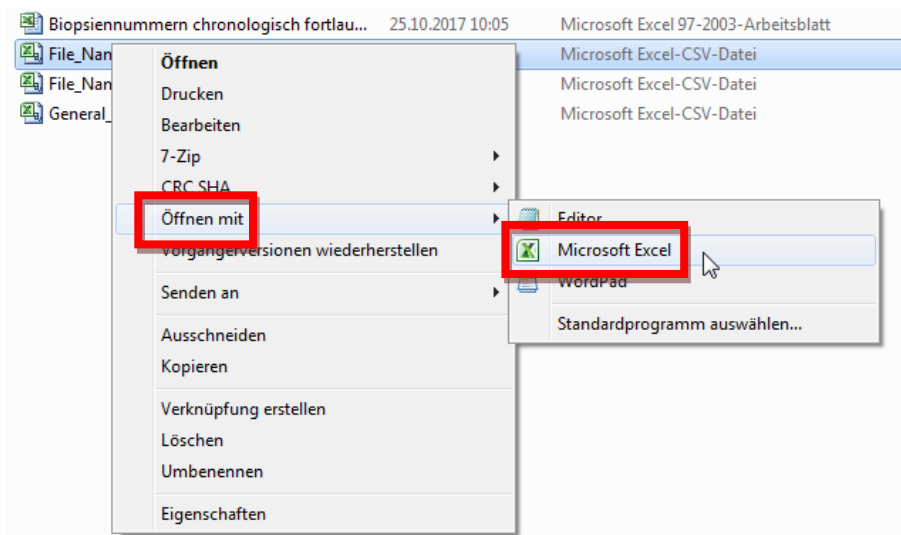 Biopsiennummern chronologisch fortlau... 25.10.2017 10:05 Microsoft Excel 97-2003-Arbeitsblatt
File_Nan Microsoft Excel-CSV-Datei
File_Nan Microsoft Excel-CSV-Datei
General_ Microsoft Excel-CSV-Datei
Öffnen
Drucken
Bearbeiten
7-Zip
CRC SHA
Öffnen mit
Vorgängerversionen wiederherstellen
Senden an
Ausschneiden
Kopieren
Verknüpfung erstellen
Löschen
Umbenennen
Eigenschaften
Editor
Microsoft Excel
WordPad
Standardprogramm auswählen...